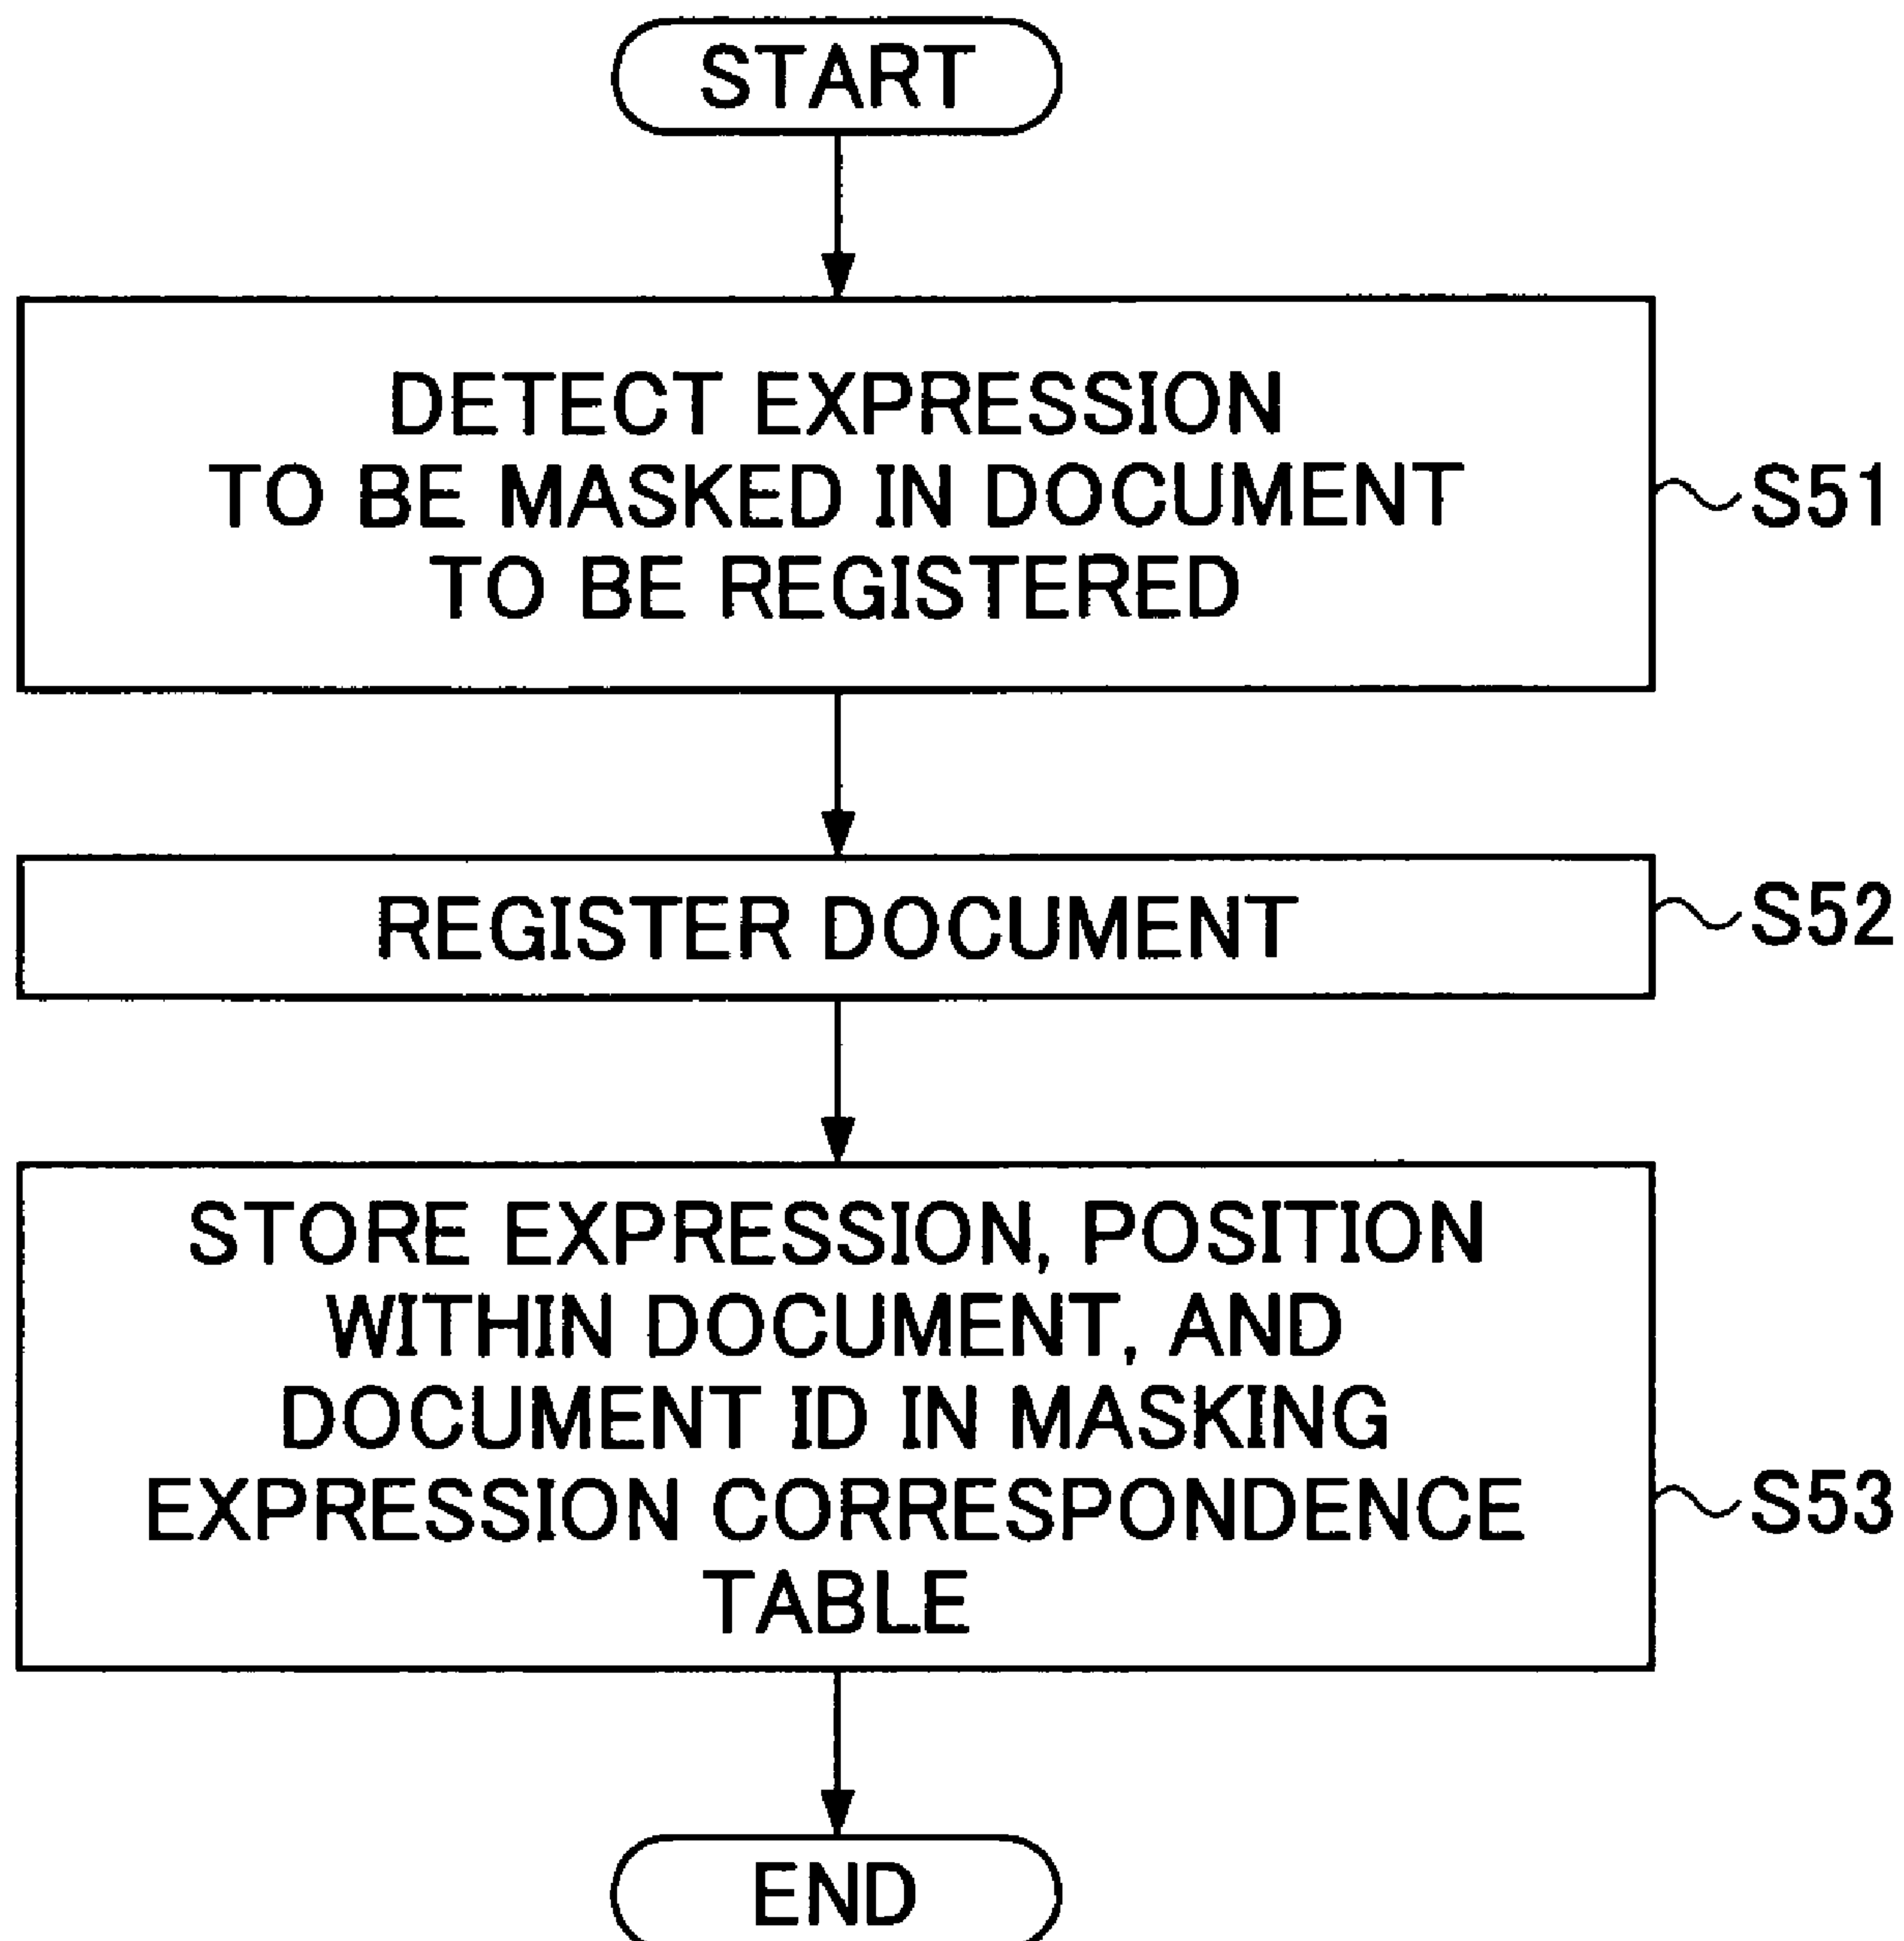 START
DETECT EXPRESSION
TO BE MASKED IN DOCUMENT
TO BE REGISTERED
S51
REGISTER DOCUMENT
S52
STORE EXPRESSION, POSITION
WITHIN DOCUMENT, AND
DOCUMENT ID IN MASKING
EXPRESSION CORRESPONDENCE
TABLE
S53
END